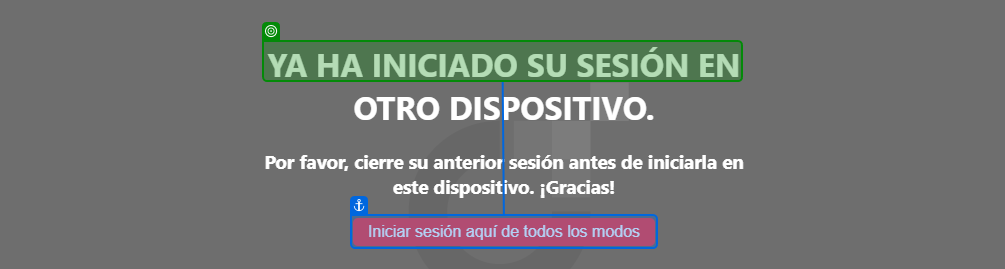 YA HA INICIADO SU SESIÓN EN
OTRO DISPOSITIVO.
Por favor, cierre su anterior sesión antes de iniciarla en
este dispositivo. ¡Gracias!
Iniciar sesión aquí de todos los modos